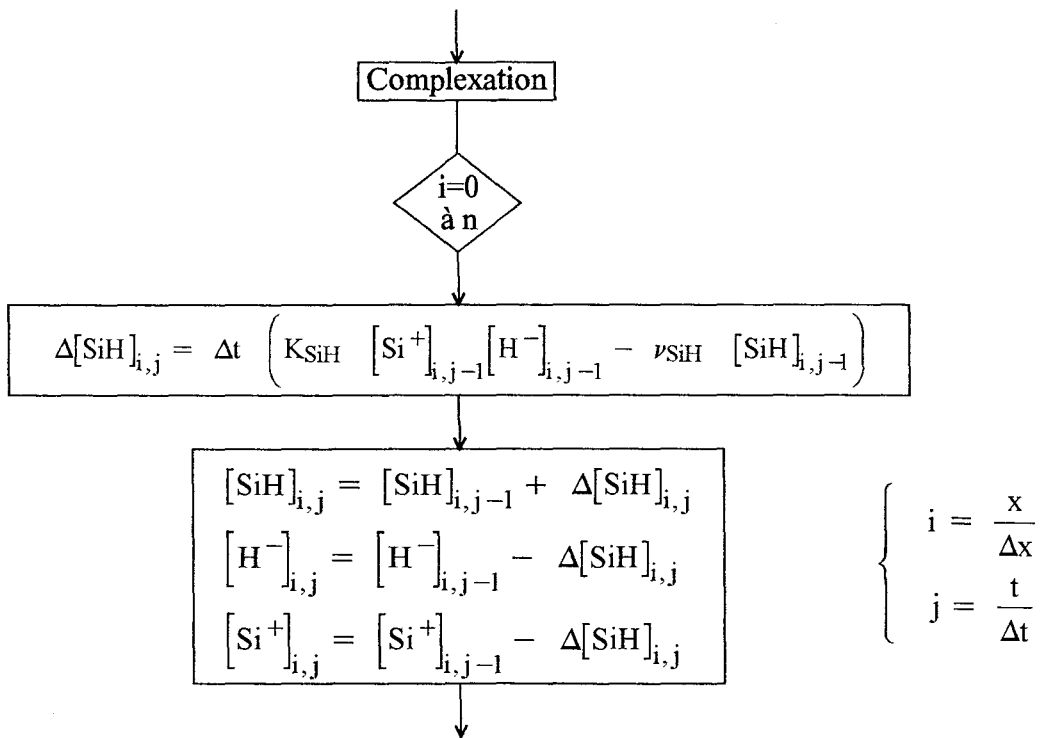 Complexation
i=0
à n
Δ[SiH]i,j = Δt (KSiH [Si+]i,j−1[H−]i,j−1 − νSiH [SiH]i,j−1)
[SiH]i,j = [SiH]i,j−1 + Δ[SiH]i,j
[H−]i,j = [H−]i,j−1 − Δ[SiH]i,j
[Si+]i,j = [Si+]i,j−1 − Δ[SiH]i,j
i = x/Δx
j = t/Δt